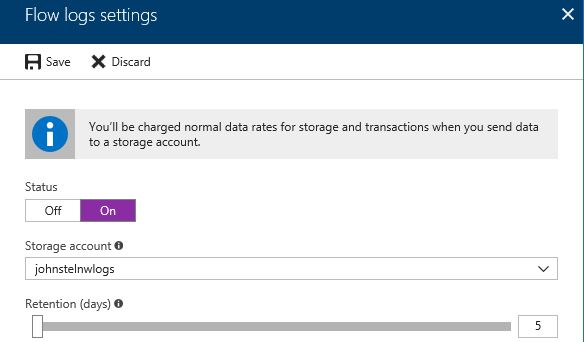 Flow logs settings
Save Discard
You'll be charged normal data rates for storage and transactions when you send data
to a storage account.
Status
Off On
Storage account
johnstelnwlogs
Retention (days)
5